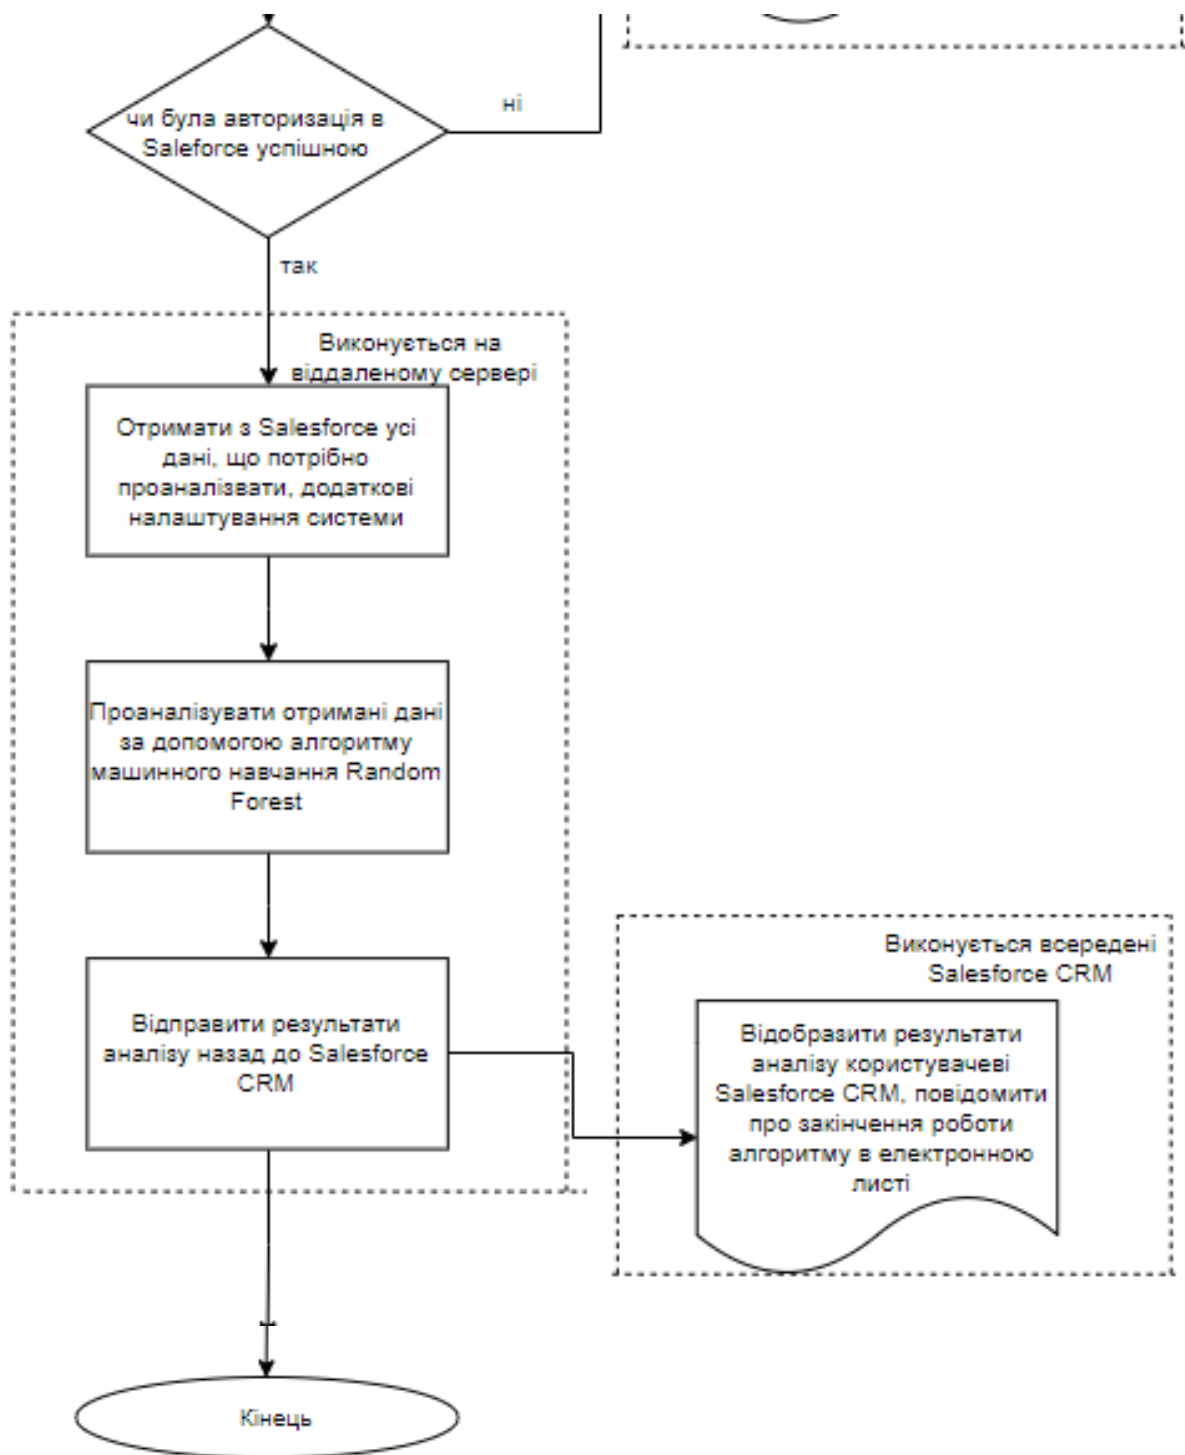 ні
чи була авторизація в
Saleforce успішною
так
Виконується на
віддаленому сервері
Отримати з Salesforce усі
дані, що потрібно
проаналізвати, додаткові
налаштування системи
Проаналізувати отримані дані
за допомогою алгоритму
машинного навчання Random
Forest
Відправити результати
аналізу назад до Salesforce
CRM
Виконується всередені
Salesforce CRM
Відобразити результати
аналізу користувачеві
Salesforce CRM, повідомити
про закінчення роботи
алгоритму в електронною
листі
Кінець